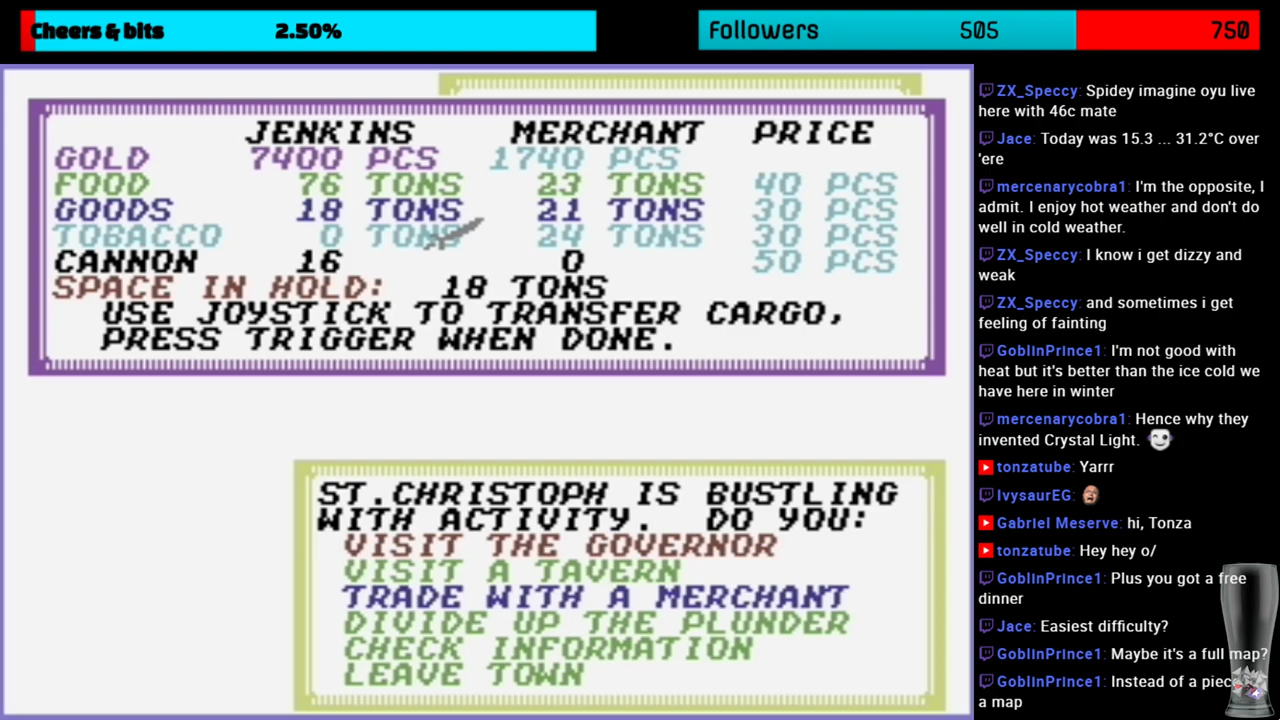 Cheers & bits 2.50%
Followers 505 750
JENKINS MERCHANT PRICE
GOLD 7400 PCS 1740 PCS
FOOD 76 TONS 23 TONS 40 PCS
GOODS 18 TONS 21 TONS 30 PCS
TOBACCO 0 TONS 24 TONS 30 PCS
CANNON 16 0 50 PCS
SPACE IN HOLD: 18 TONS
USE JOYSTICK TO TRANSFER CARGO,
PRESS TRIGGER WHEN DONE.
ST.CHRISTOPH IS BUSTLING
WITH ACTIVITY. DO YOU:
VISIT THE GOVERNOR
VISIT A TAVERN
TRADE WITH A MERCHANT
DIVIDE UP THE PLUNDER
CHECK INFORMATION
LEAVE TOWN
ZX_Speccy: Spidey imagine oyu live
here with 46c mate
Jace: Today was 15.3 ... 31.2°C over
'ere
mercenarycobra1: I'm the opposite, I
admit. I enjoy hot weather and don't do
well in cold weather.
ZX_Speccy: I know i get dizzy and
weak
ZX_Speccy: and sometimes i get
feeling of fainting
GoblinPrince1: I'm not good with
heat but it's better than the ice cold we
have here in winter
mercenarycobra1: Hence why they
invented Crystal Light.
tonzatube: Yarrr
IvysaurEG:
Gabriel Meserve: hi, Tonza
tonzatube: Hey hey o/
GoblinPrince1: Plus you got a free
dinner
Jace: Easiest difficulty?
GoblinPrince1: Maybe it's a full map?
GoblinPrince1: Instead of a piece
a map